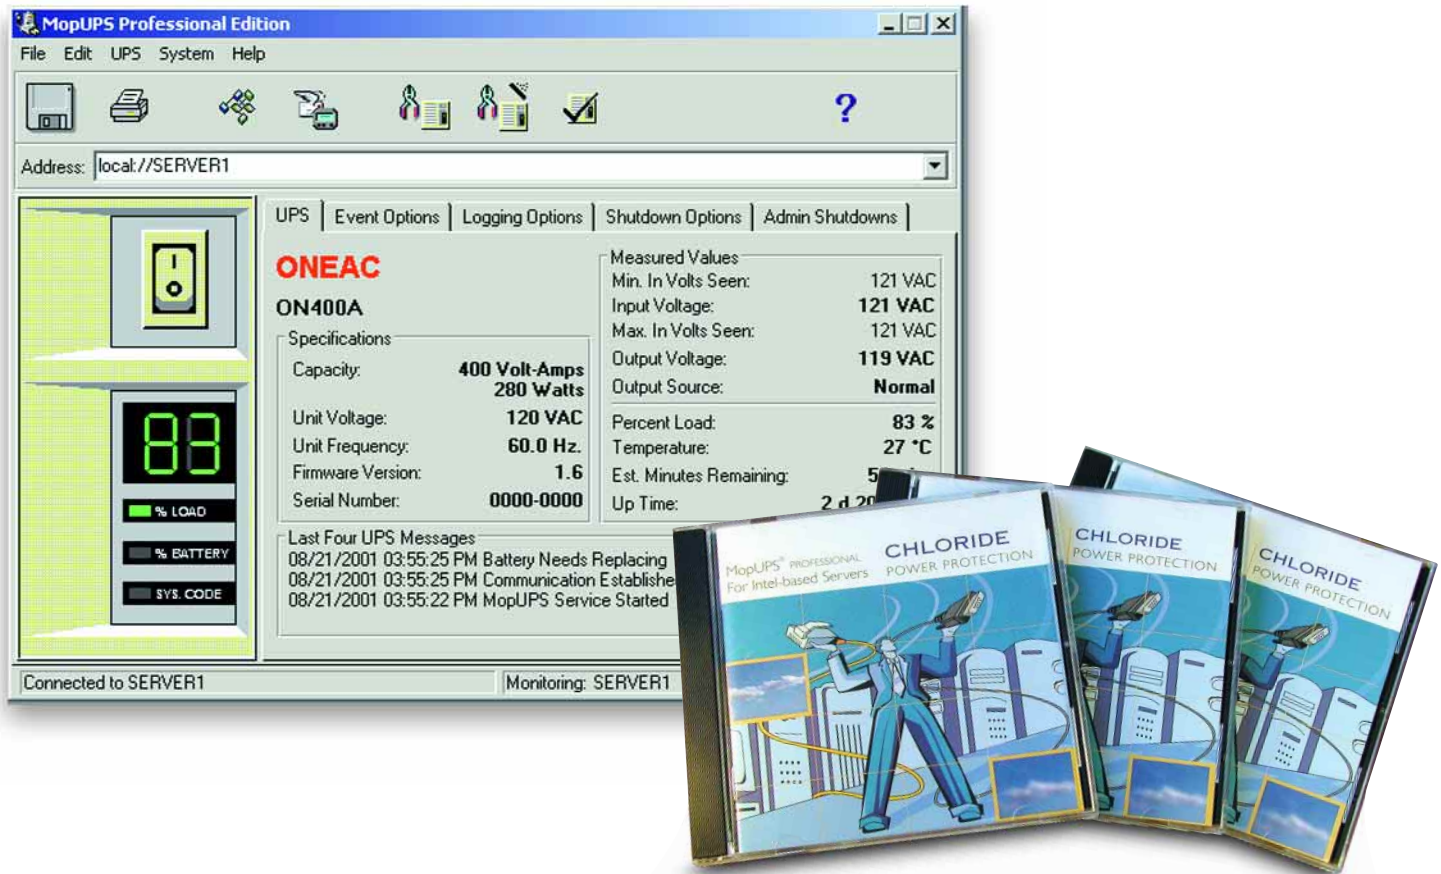 MopUPS Professional Edition
File Edit UPS System Help
?
Address: local://SERVER1
UPS Event Options Logging Options Shutdown Options Admin Shutdowns
ONEAC
ON400A
Specifications
Capacity: 400 Volt-Amps
280 Watts
Unit Voltage: 120 VAC
Unit Frequency: 60.0 Hz.
Firmware Version: 1.6
Serial Number: 0000-0000
Measured Values
Min. In Volts Seen: 121 VAC
Input Voltage: 121 VAC
Max. In Volts Seen: 121 VAC
Output Voltage: 119 VAC
Output Source: Normal
Percent Load: 83 %
Temperature: 27 °C
Est. Minutes Remaining: 5
Up Time: 2 d 20
83
% LOAD
% BATTERY
SYS. CODE
Last Four UPS Messages
08/21/2001 03:55:25 PM Battery Needs Replacing
08/21/2001 03:55:25 PM Communication Establishe
08/21/2001 03:55:22 PM MopUPS Service Started
Connected to SERVER1 Monitoring: SERVER1
MopUPS® PROFESSIONAL
For Intel-based Servers
CHLORIDE
POWER PROTECTION
CHLORIDE
POWER PROTECTION
CHLORIDE
POWER PROTECTION